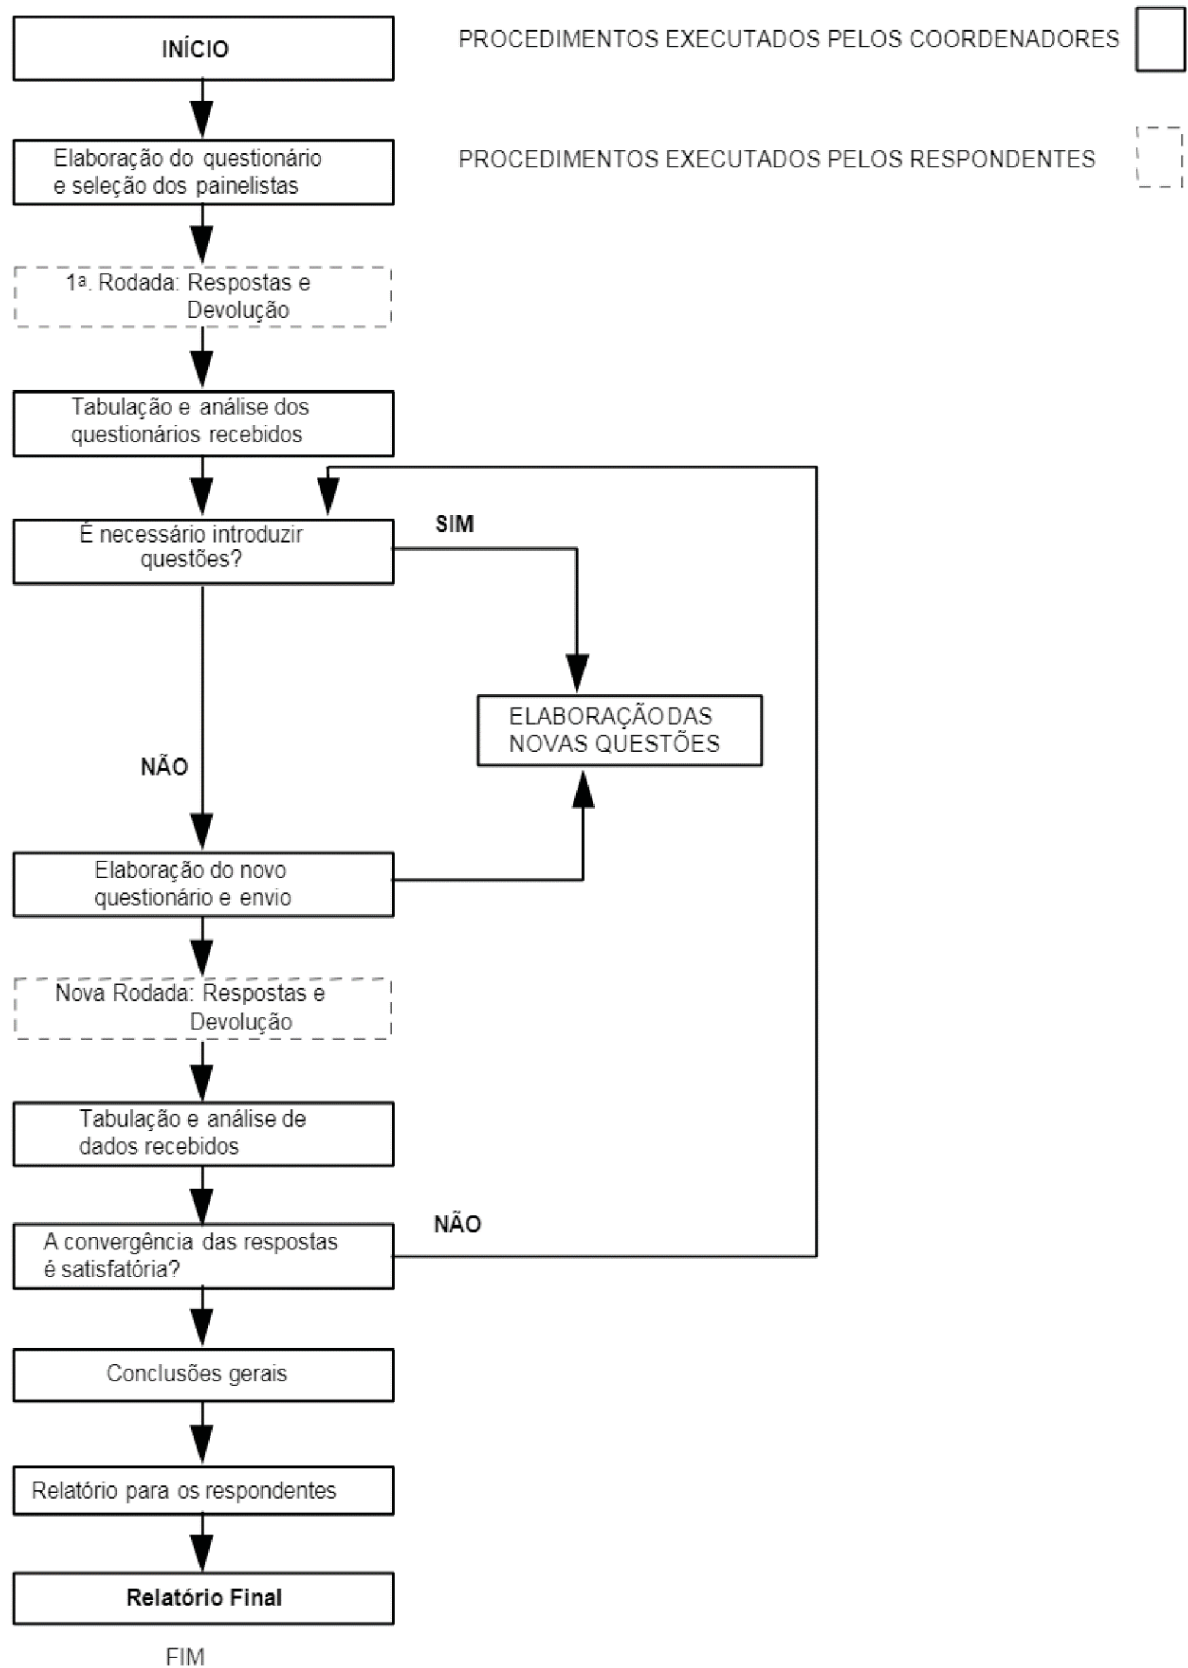 INÍCIO
PROCEDIMENTOS EXECUTADOS PELOS COORDENADORES
Elaboração do questionário
e seleção dos painelistas
PROCEDIMENTOS EXECUTADOS PELOS RESPONDENTES
1ª. Rodada: Respostas e
Devolução
Tabulação e análise dos
questionários recebidos
É necessário introduzir
questões?
SIM
ELABORAÇÃO DAS
NOVAS QUESTÕES
NÃO
Elaboração do novo
questionário e envio
Nova Rodada: Respostas e
Devolução
Tabulação e análise de
dados recebidos
A convergência das respostas
é satisfatória?
NÃO
Conclusões gerais
Relatório para os respondentes
Relatório Final
FIM